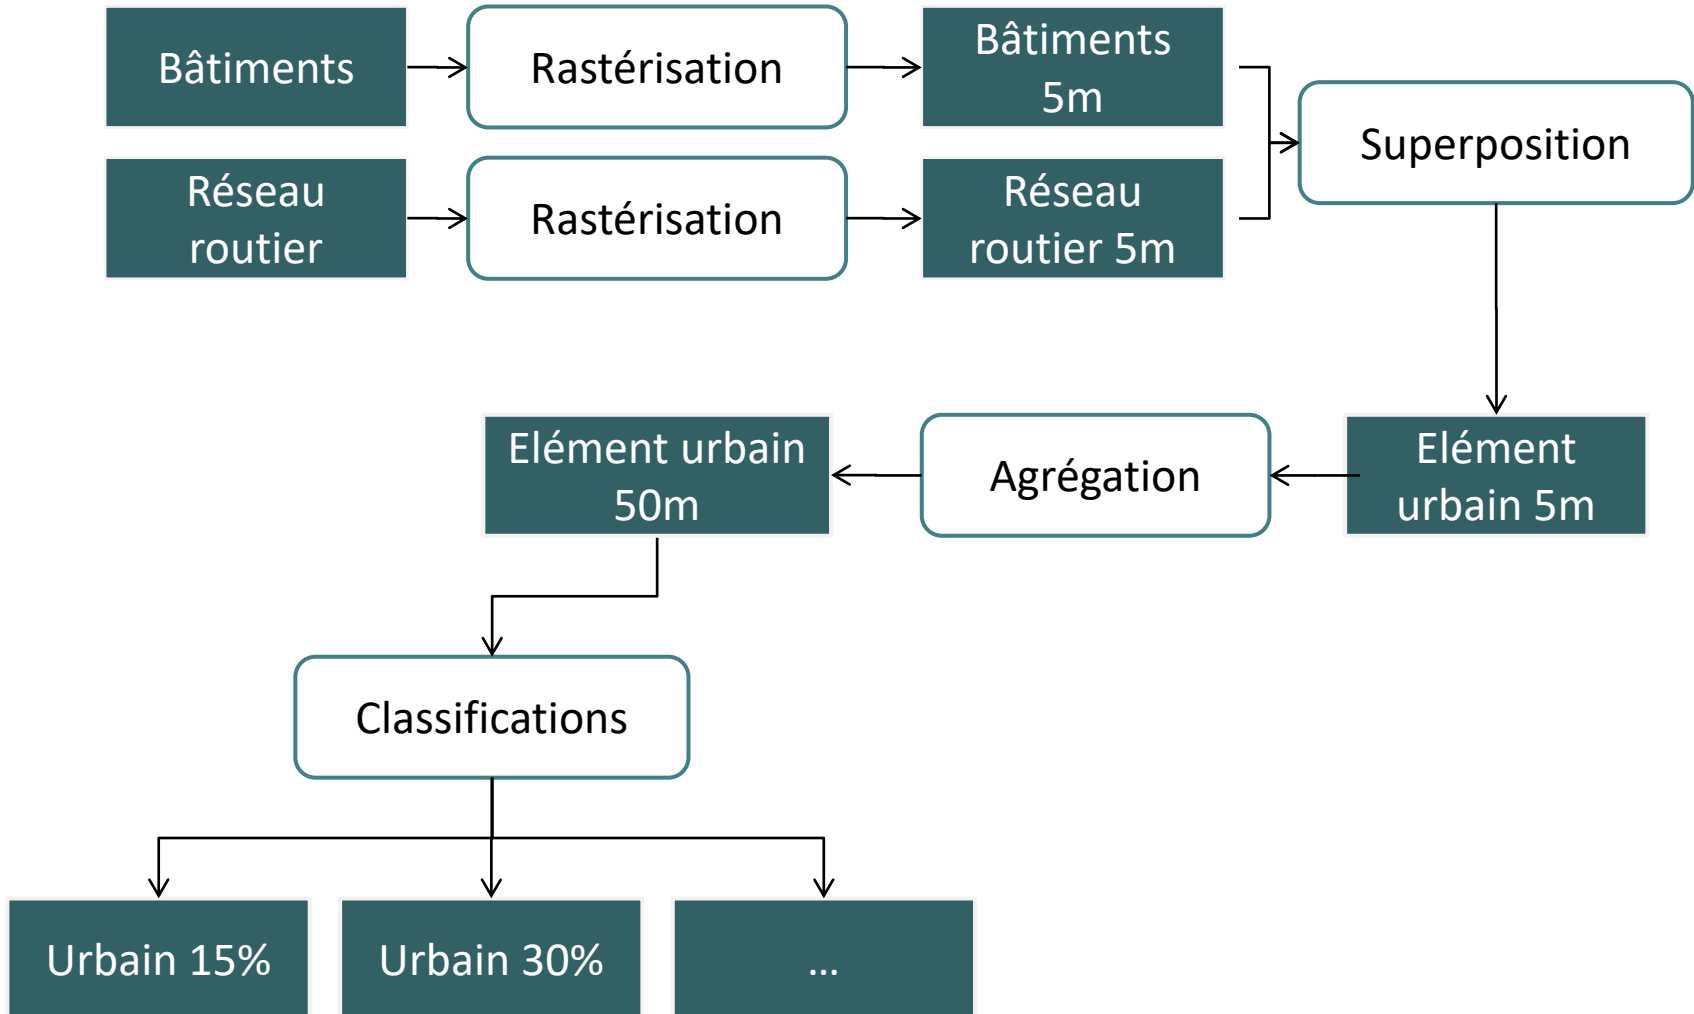 Bâtiments
Rastérisation
Bâtiments
5m
Superposition
Réseau
routier
Rastérisation
Réseau
routier 5m
Elément urbain
50m
Agrégation
Elément
urbain 5m
Classifications
Urbain 15%
Urbain 30%
...